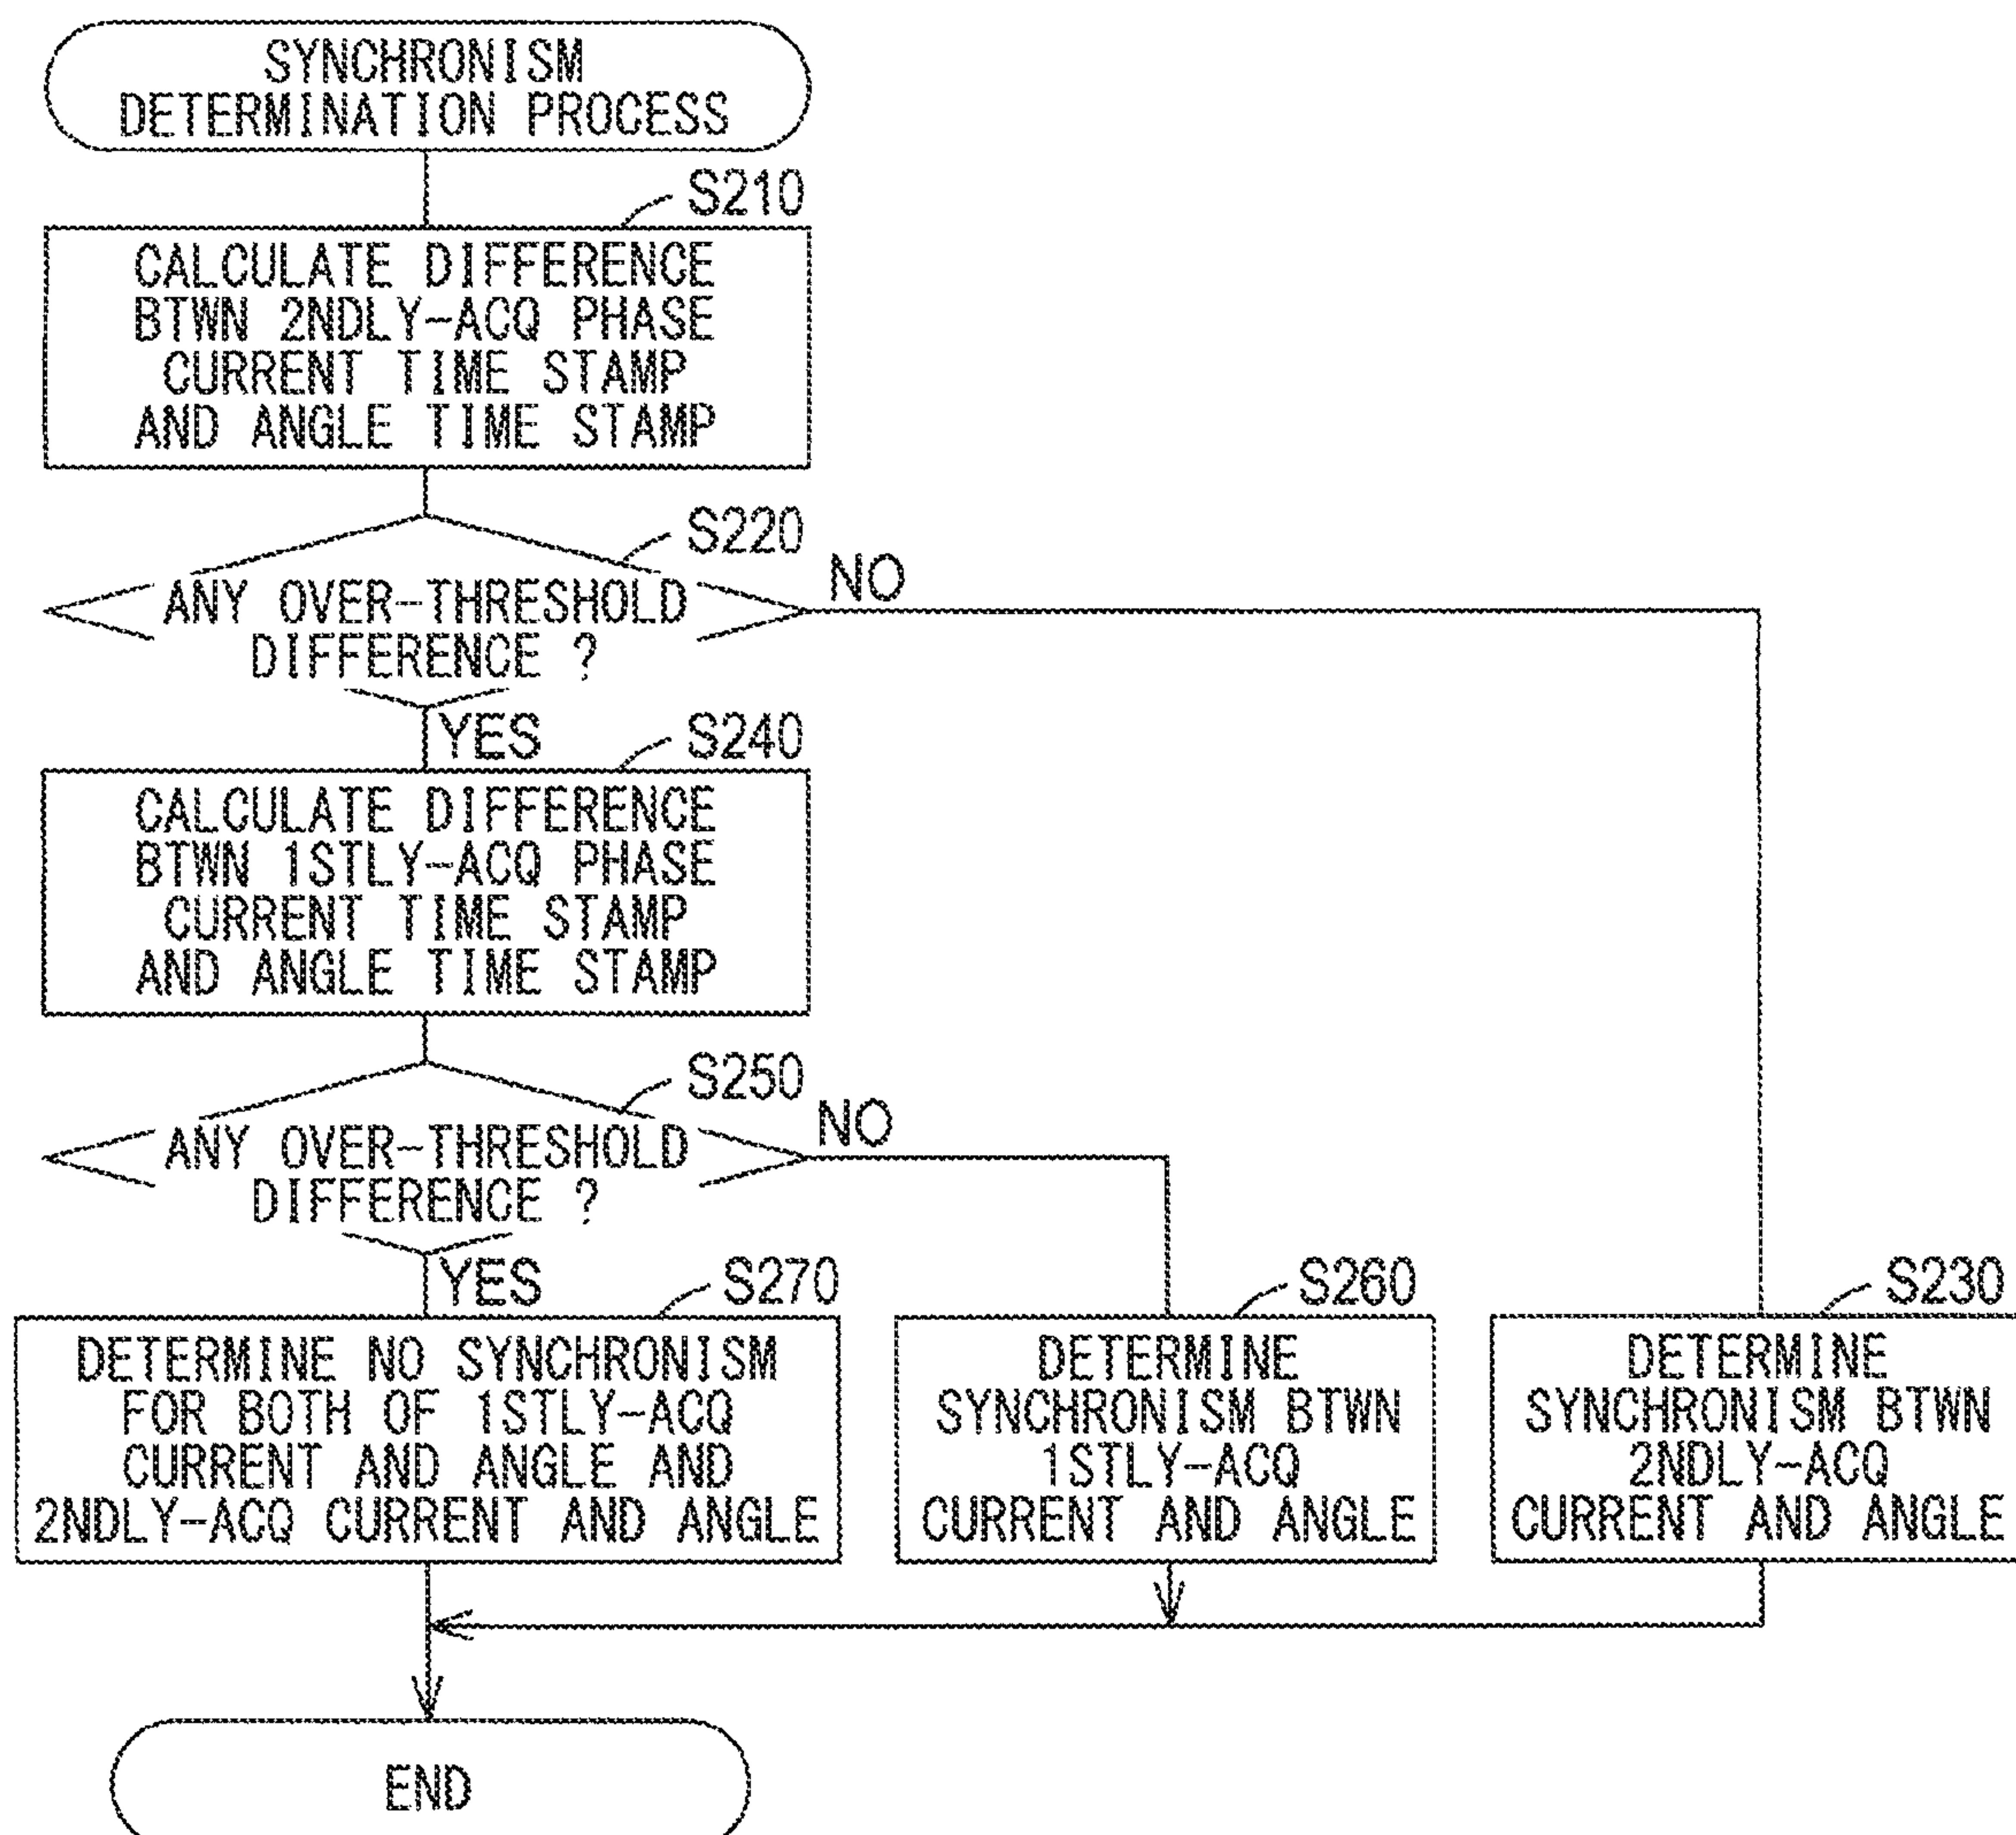 SYNCHRONISM
DETERMINATION PROCESS
S210
CALCULATE DIFFERENCE
BTWN 2NDLY-ACQ PHASE
CURRENT TIME STAMP
AND ANGLE TIME STAMP
S220
ANY OVER-THRESHOLD
DIFFERENCE ?
NO
YES
S240
CALCULATE DIFFERENCE
BTWN 1STLY-ACQ PHASE
CURRENT TIME STAMP
AND ANGLE TIME STAMP
S250
ANY OVER-THRESHOLD
DIFFERENCE ?
NO
YES
S270
DETERMINE NO SYNCHRONISM
FOR BOTH OF 1STLY-ACQ
CURRENT AND ANGLE AND
2NDLY-ACQ CURRENT AND ANGLE
S260
DETERMINE
SYNCHRONISM BTWN
1STLY-ACQ
CURRENT AND ANGLE
S230
DETERMINE
SYNCHRONISM BTWN
2NDLY-ACQ
CURRENT AND ANGLE
END